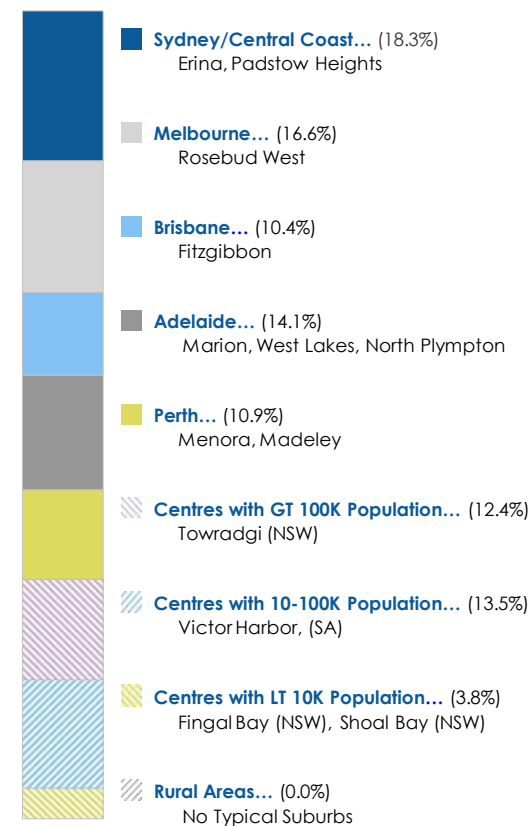 Sydney/Central Coast… (18.3%)
Erina, Padstow Heights
Melbourne… (16.6%)
Rosebud West
Brisbane… (10.4%)
Fitzgibbon
Adelaide… (14.1%)
Marion, West Lakes, North Plympton
Perth… (10.9%)
Menora, Madeley
Centres with GT 100K Population… (12.4%)
Towradgi (NSW)
Centres with 10-100K Population… (13.5%)
Victor Harbor, (SA)
Centres with LT 10K Population… (3.8%)
Fingal Bay (NSW), Shoal Bay (NSW)
Rural Areas… (0.0%)
No Typical Suburbs